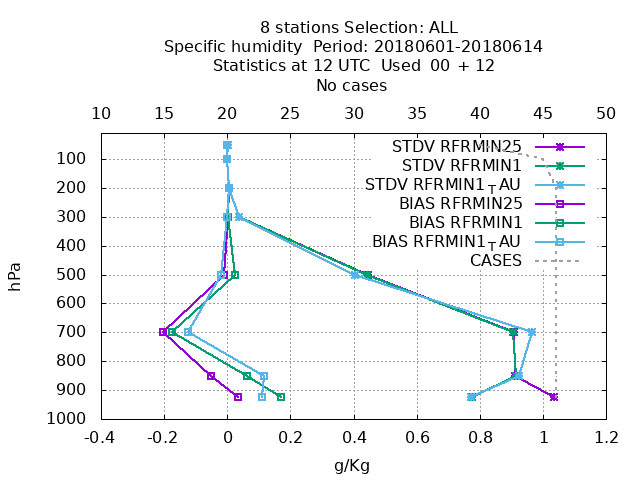 8 stations Selection: ALL
Specific humidity  Period: 20180601-20180614
Statistics at 12 UTC  Used  00 + 12
No cases
10 15 20 25 30 35 40 45 50
STDV RFRMIN25
STDV RFRMIN1
STDV RFRMIN1TAU
BIAS RFRMIN25
BIAS RFRMIN1
BIAS RFRMIN1TAU
CASES
hPa
100
200
300
400
500
600
700
800
900
1000
-0.4 -0.2 0 0.2 0.4 0.6 0.8 1 1.2
g/Kg